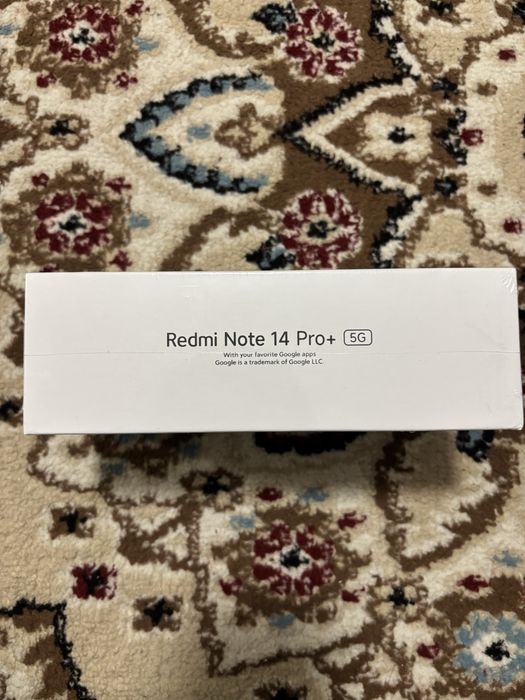 Redmi Note 14 Pro+ 5G
With your favorite Google apps
Google is a trademark of Google LLC.